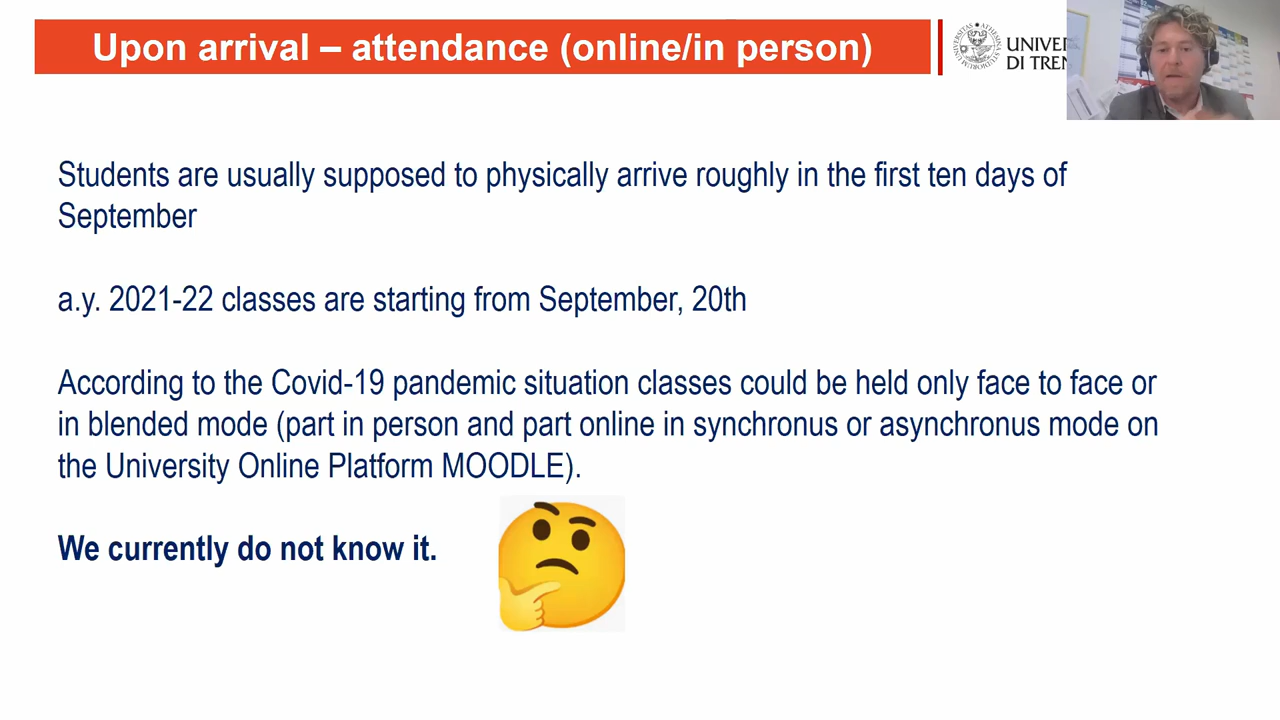 Upon arrival – attendance (online/in person)
UNIVER
DI TREN
Students are usually supposed to physically arrive roughly in the first ten days of
September
a.y. 2021-22 classes are starting from September, 20th
According to the Covid-19 pandemic situation classes could be held only face to face or
in blended mode (part in person and part online in synchronus or asynchronus mode on
the University Online Platform MOODLE).
We currently do not know it.